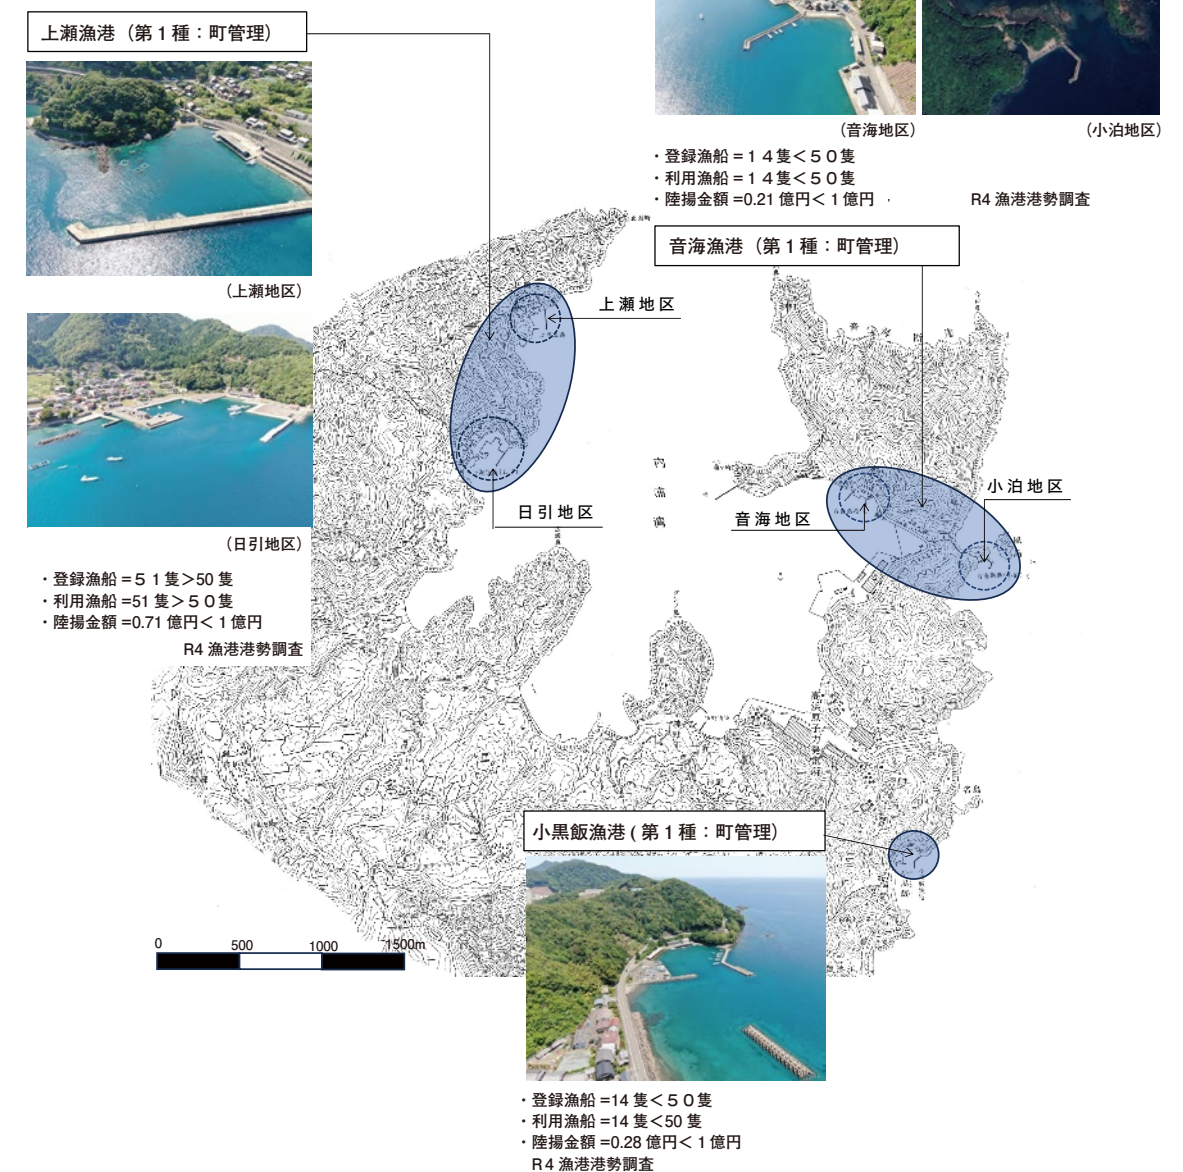 上瀬漁港（第１種：町管理）
（上瀬地区）
（日引地区）
・登録漁船＝５１隻＞50 隻
・利用漁船=51 隻＞５０隻
・陸揚金額=0.71 億円＜１億円
R4 漁港港勢調査
（音海地区）
（小泊地区）
・登録漁船＝１４隻＜５０隻
・利用漁船＝１４隻＜５０隻
・陸揚金額=0.21 億円＜１億円
R4 漁港港勢調査
音海漁港（第１種：町管理）
上瀬地区
日引地区
音海地区
小泊地区
小黒飯漁港（第１種：町管理）
0 500 1000 1500m
・登録漁船=14 隻＜５０隻
・利用漁船=14 隻＜50 隻
・陸揚金額=0.28 億円＜１億円
R4 漁港港勢調査